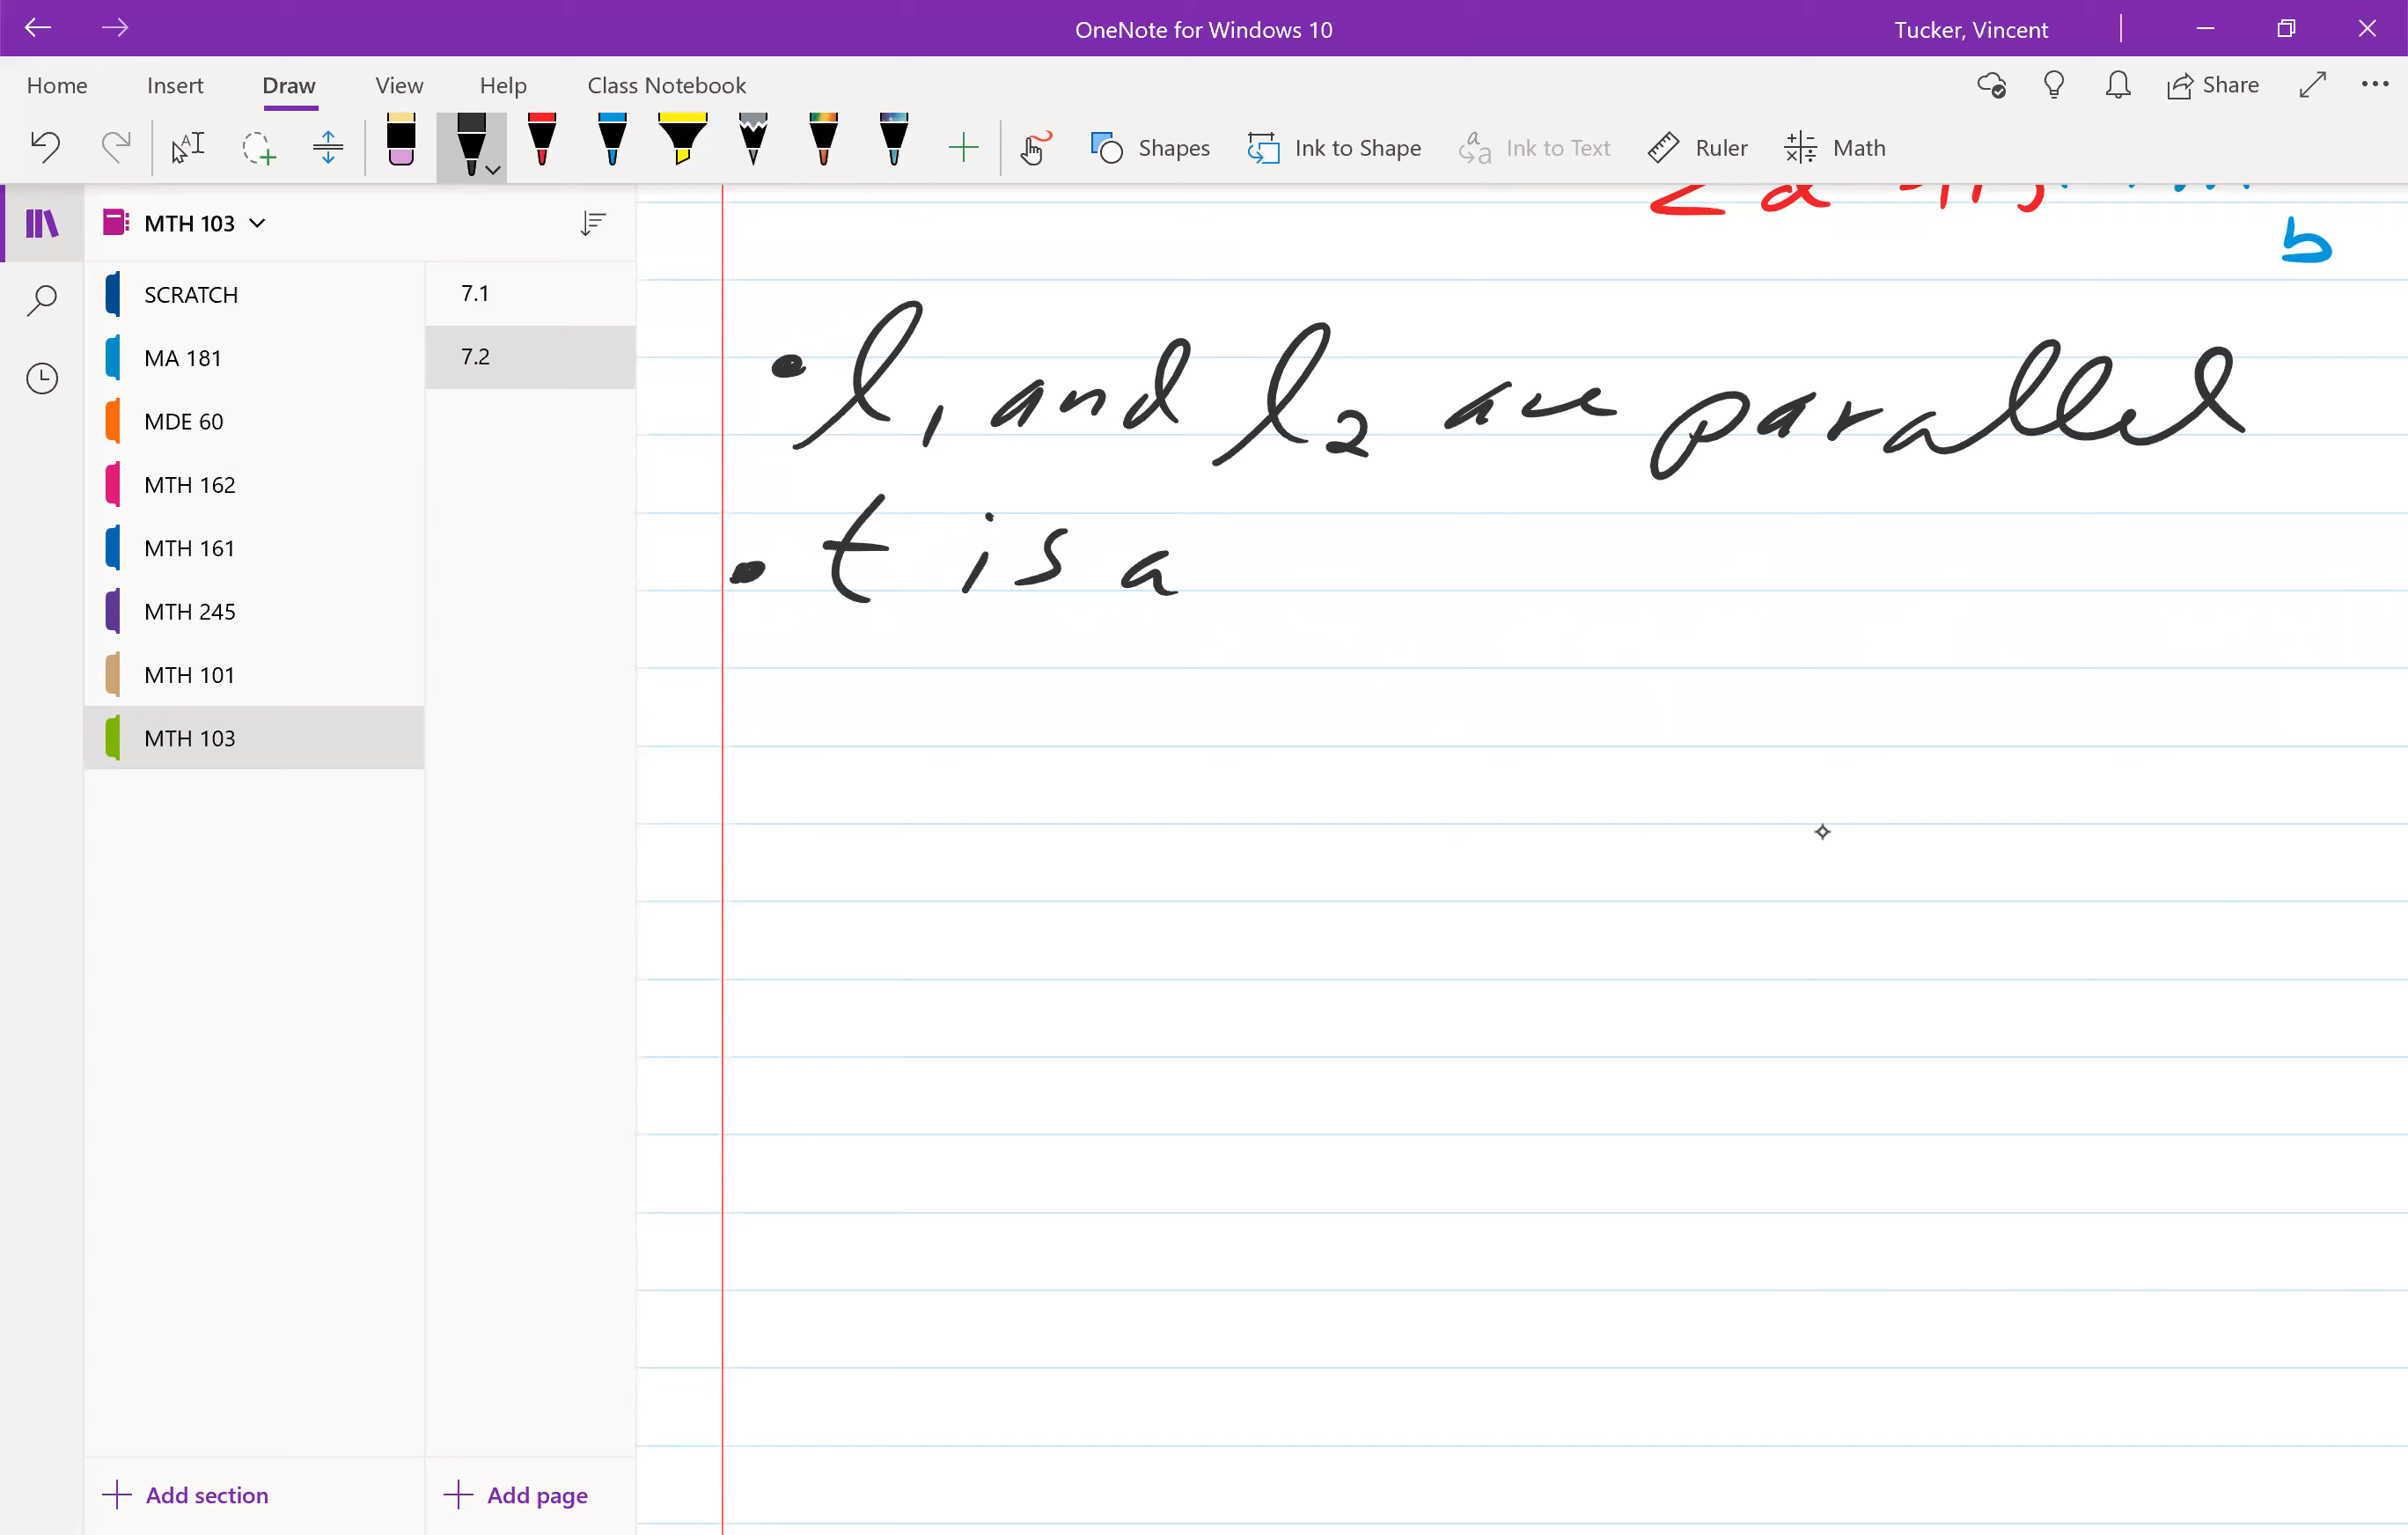 OneNote for Windows 10
Tucker, Vincent
Home Insert Draw View Help Class Notebook
Share
Shapes Ink to Shape Ink to Text Ruler Math
MTH 103
SCRATCH
MA 181
MDE 60
MTH 162
MTH 161
MTH 245
MTH 101
MTH 103
7.1
7.2
b
• l₁ and l₂ are parallel
• t is a
+ Add section
+ Add page